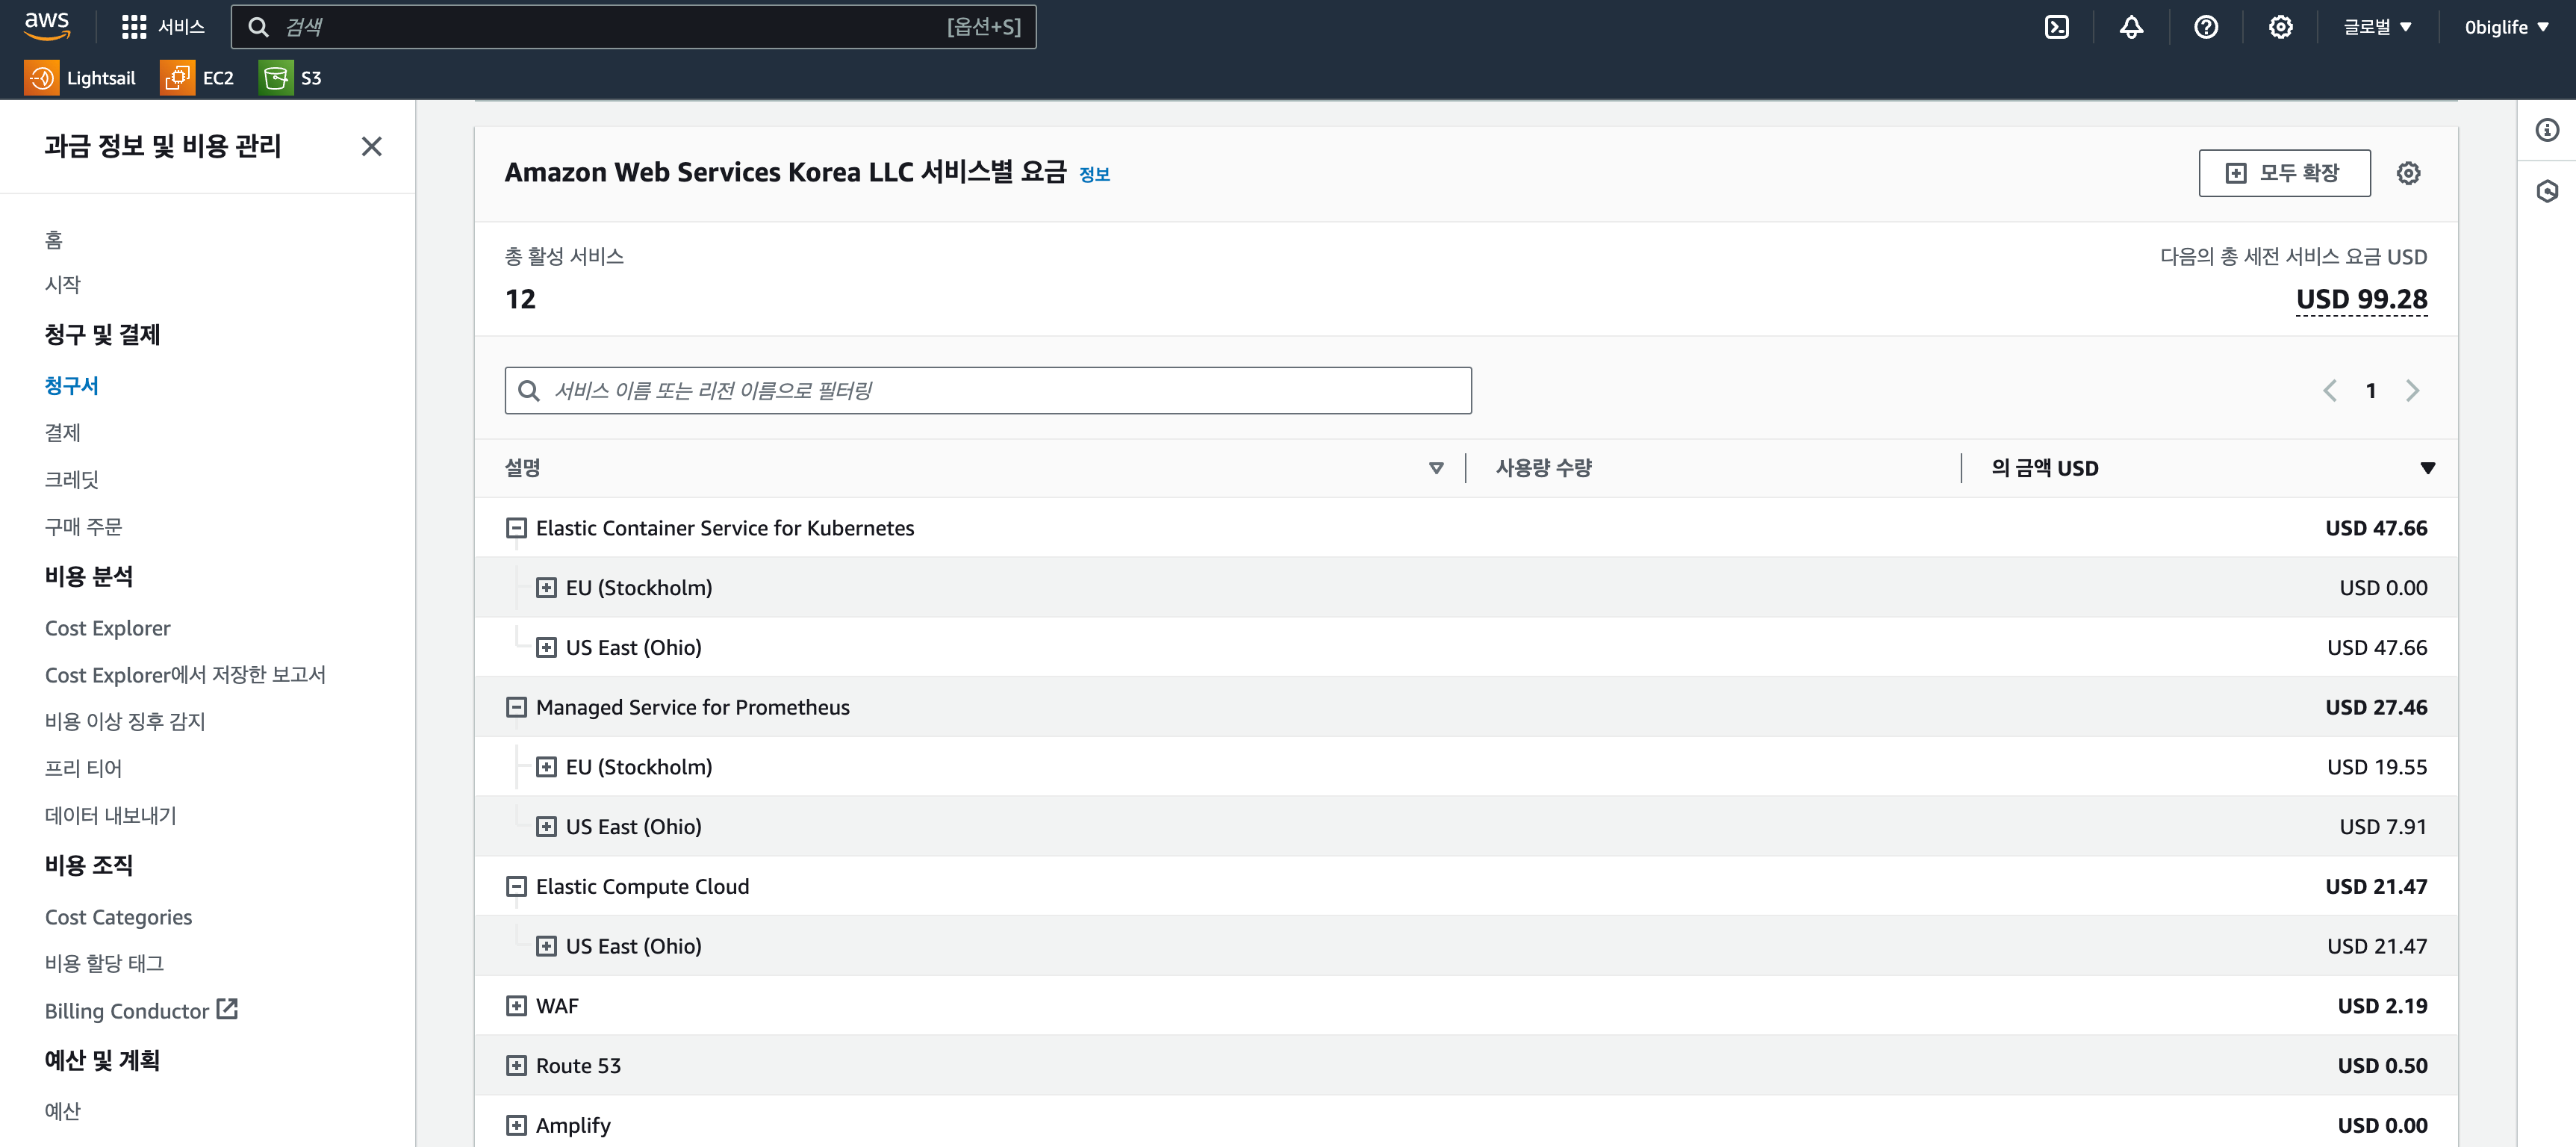 aws
서비스
검색
[옵션+S]
글로벌
0biglife
Lightsail
EC2
S3
과금 정보 및 비용 관리
홈
시작
청구 및 결제
청구서
결제
크레딧
구매 주문
비용 분석
Cost Explorer
Cost Explorer에서 저장한 보고서
비용 이상 징후 감지
프리 티어
데이터 내보내기
비용 조직
Cost Categories
비용 할당 태그
Billing Conductor
예산 및 계획
예산
Amazon Web Services Korea LLC 서비스별 요금 정보
모두 확장
총 활성 서비스
12
다음의 총 세전 서비스 요금 USD
USD 99.28
서비스 이름 또는 리전 이름으로 필터링
1
설명 사용량 수량 의 금액 USD
Elastic Container Service for Kubernetes USD 47.66
EU (Stockholm) USD 0.00
US East (Ohio) USD 47.66
Managed Service for Prometheus USD 27.46
EU (Stockholm) USD 19.55
US East (Ohio) USD 7.91
Elastic Compute Cloud USD 21.47
US East (Ohio) USD 21.47
WAF USD 2.19
Route 53 USD 0.50
Amplify USD 0.00